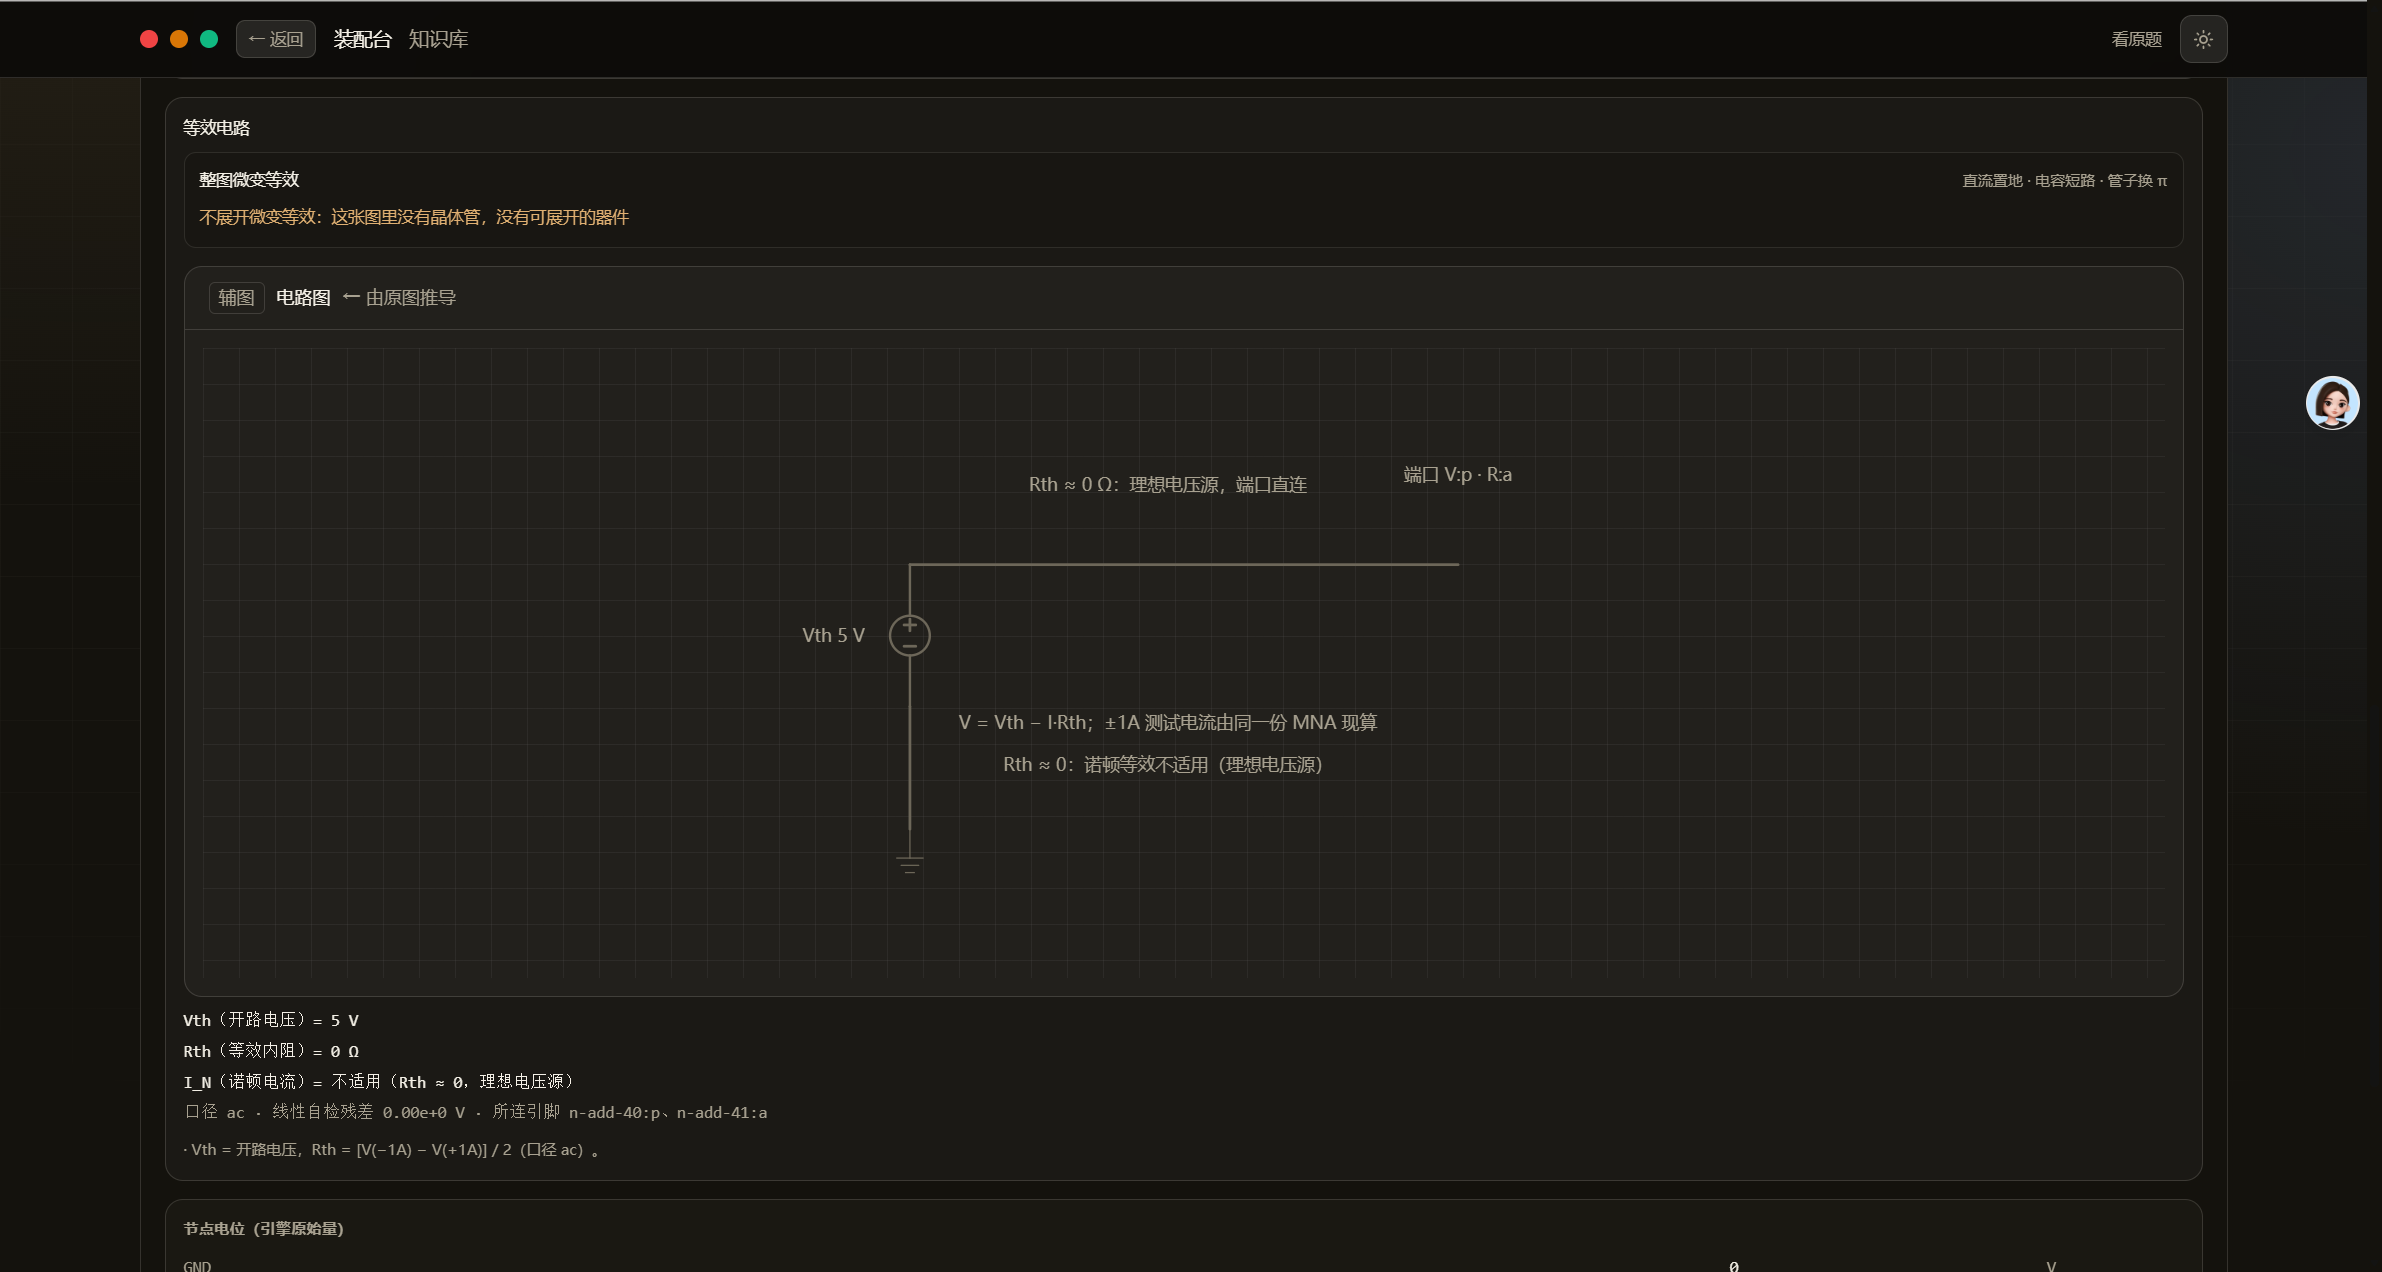 ← 返回 装配台 知识库 看原题
等效电路
整图微变等效 直流置地 · 电容短路 · 管子换 π
不展开微变等效：这张图里没有晶体管，没有可展开的器件
辅图 电路图 ← 由原图推导
端口 V:p · R:a
Rth ≈ 0 Ω：理想电压源，端口直连
Vth 5 V
V = Vth − I·Rth；±1A 测试电流由同一份 MNA 现算
Rth ≈ 0：诺顿等效不适用（理想电压源）
Vth（开路电压）= 5 V
Rth（等效内阻）= 0 Ω
I_N（诺顿电流）= 不适用（Rth ≈ 0，理想电压源）
口径 ac · 线性自检残差 0.00e+0 V · 所连引脚 n-add-40:p、n-add-41:a
· Vth = 开路电压，Rth = [V(−1A) − V(+1A)] / 2（口径 ac）。
节点电位（引擎原始量）
GND 0 V